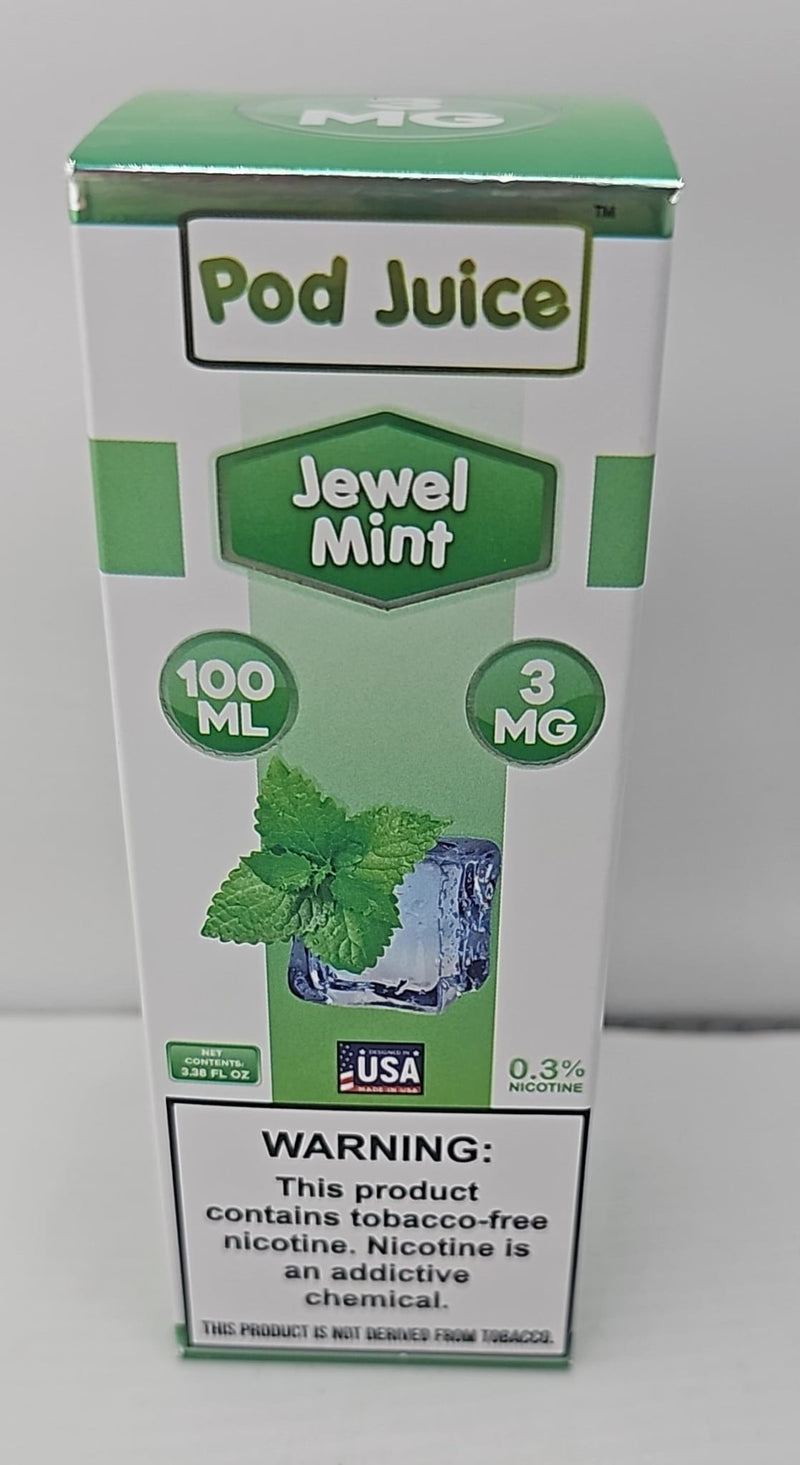 3
MG
TM
Pod Juice
Jewel
Mint
100
ML
3
MG
NET
CONTENTS:
3.38 FL OZ
DESIGNED IN
USA
MADE IN USA
0.3%
NICOTINE
WARNING:
This product
contains tobacco-free
nicotine. Nicotine is
an addictive
chemical.
THIS PRODUCT IS NOT DERIVED FROM TOBACCO.